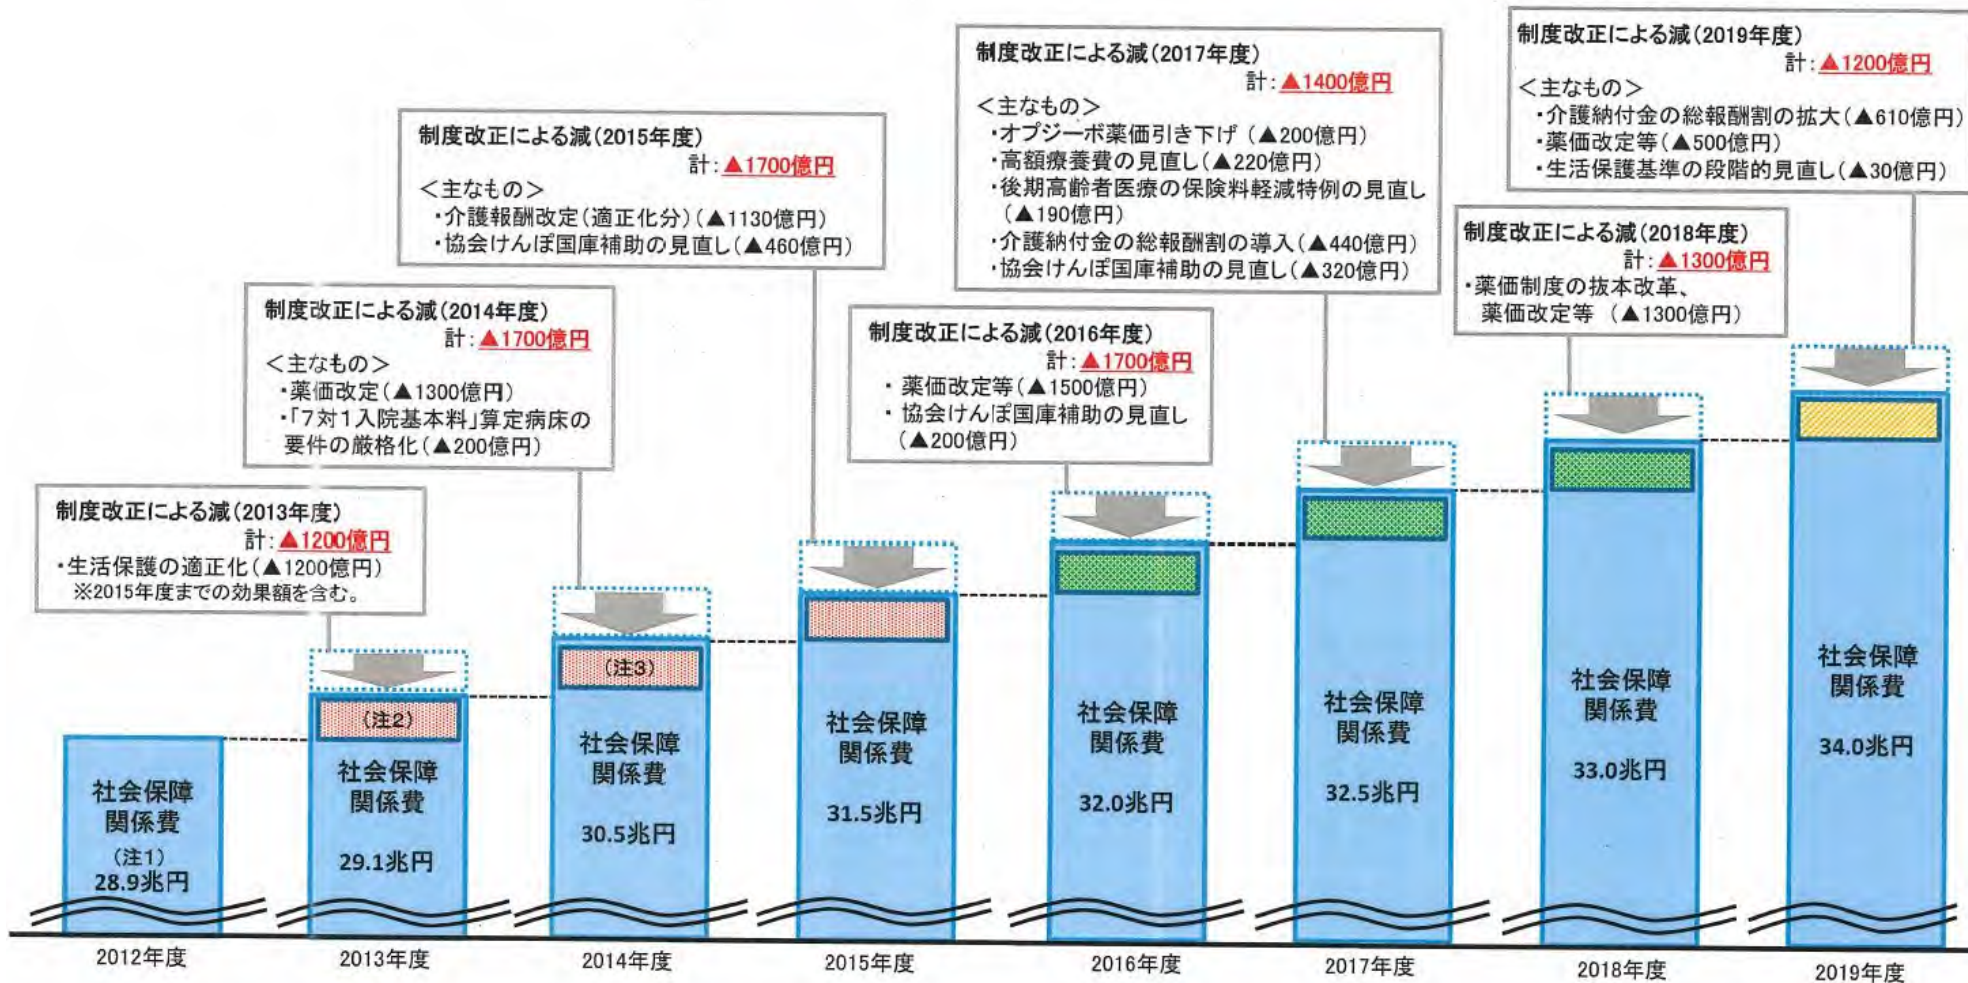 制度改正による減(2013年度)
計:▲1200億円
・生活保護の適正化(▲1200億円)
※2015年度までの効果額を含む。
制度改正による減(2014年度)
計:▲1700億円
<主なもの>
・薬価改定(▲1300億円)
・「7対1入院基本料」算定病床の
要件の厳格化(▲200億円)
制度改正による減(2015年度)
計:▲1700億円
<主なもの>
・介護報酬改定(適正化分)(▲1130億円)
・協会けんぽ国庫補助の見直し(▲460億円)
制度改正による減(2016年度)
計:▲1700億円
・薬価改定等(▲1500億円)
・協会けんぽ国庫補助の見直し
(▲200億円)
制度改正による減(2017年度)
計:▲1400億円
<主なもの>
・オプジーボ薬価引き下げ(▲200億円)
・高額療養費の見直し(▲220億円)
・後期高齢者医療の保険料軽減特例の見直し
(▲190億円)
・介護納付金の総報酬割の導入(▲440億円)
・協会けんぽ国庫補助の見直し(▲320億円)
制度改正による減(2018年度)
計:▲1300億円
・薬価制度の抜本改革、
薬価改定等 (▲1300億円)
制度改正による減(2019年度)
計:▲1200億円
<主なもの>
・介護納付金の総報酬割の拡大(▲610億円)
・薬価改定等(▲500億円)
・生活保護基準の段階的見直し(▲30億円)
社会保障
関係費
(注1)
28.9兆円
(注2)
社会保障
関係費
29.1兆円
(注3)
社会保障
関係費
30.5兆円
社会保障
関係費
31.5兆円
社会保障
関係費
32.0兆円
社会保障
関係費
32.5兆円
社会保障
関係費
33.0兆円
社会保障
関係費
34.0兆円
2012年度
2013年度
2014年度
2015年度
2016年度
2017年度
2018年度
2019年度